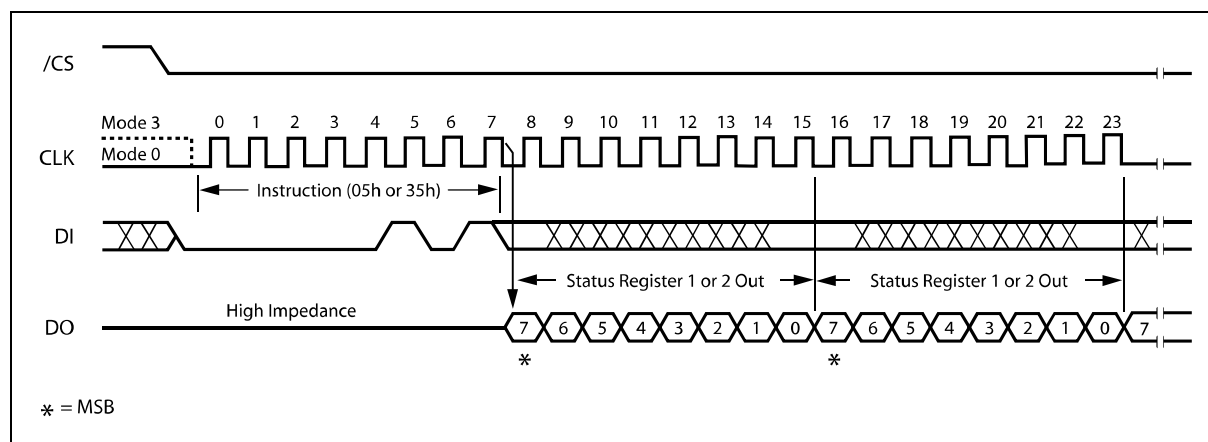 /CS
Mode 3
0 1 2 3 4 5 6 7 8 9 10 11 12 13 14 15 16 17 18 19 20 21 22 23
CLK
Mode 0
Instruction (05h or 35h)
DI
Status Register 1 or 2 Out
Status Register 1 or 2 Out
High Impedance
DO
7 6 5 4 3 2 1 0 7 6 5 4 3 2 1 0 7
* *
* = MSB